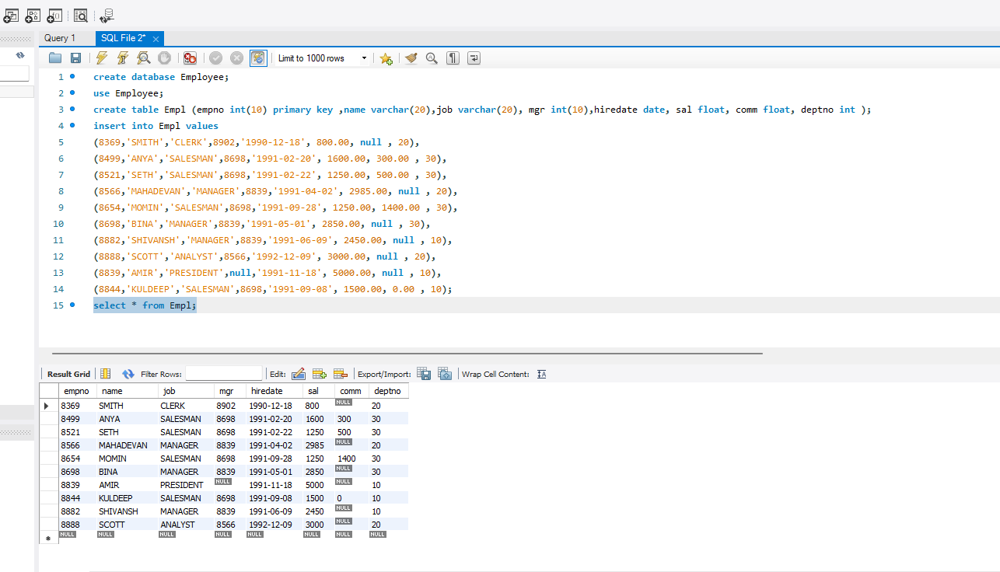 Query 1 SQL File 2*
Limit to 1000 rows
1 create database Employee;
2 use Employee;
3 create table Empl (empno int(10) primary key ,name varchar(20),job varchar(20), mgr int(10),hiredate date, sal float, comm float, deptno int );
4 insert into Empl values
5 (8369,'SMITH','CLERK',8902,'1990-12-18', 800.00, null , 20),
6 (8499,'ANYA','SALESMAN',8698,'1991-02-20', 1600.00, 300.00 , 30),
7 (8521,'SETH','SALESMAN',8698,'1991-02-22', 1250.00, 500.00 , 30),
8 (8566,'MAHADEVAN','MANAGER',8839,'1991-04-02', 2985.00, null , 20),
9 (8654,'MOMIN','SALESMAN',8698,'1991-09-28', 1250.00, 1400.00 , 30),
10 (8698,'BINA','MANAGER',8839,'1991-05-01', 2850.00, null , 30),
11 (8882,'SHIVANSH','MANAGER',8839,'1991-06-09', 2450.00, null , 10),
12 (8888,'SCOTT','ANALYST',8566,'1992-12-09', 3000.00, null , 20),
13 (8839,'AMIR','PRESIDENT',null,'1991-11-18', 5000.00, null , 10),
14 (8844,'KULDEEP','SALESMAN',8698,'1991-09-08', 1500.00, 0.00 , 10);
15 select * from Empl;
Result Grid Filter Rows: Edit: Export/Import: Wrap Cell Content:
empno name job mgr hiredate sal comm deptno
8369 SMITH CLERK 8902 1990-12-18 800 NULL 20
8499 ANYA SALESMAN 8698 1991-02-20 1600 300 30
8521 SETH SALESMAN 8698 1991-02-22 1250 500 30
8566 MAHADEVAN MANAGER 8839 1991-04-02 2985 NULL 20
8654 MOMIN SALESMAN 8698 1991-09-28 1250 1400 30
8698 BINA MANAGER 8839 1991-05-01 2850 NULL 30
8839 AMIR PRESIDENT NULL 1991-11-18 5000 NULL 10
8844 KULDEEP SALESMAN 8698 1991-09-08 1500 0 10
8882 SHIVANSH MANAGER 8839 1991-06-09 2450 NULL 10
8888 SCOTT ANALYST 8566 1992-12-09 3000 NULL 20
NULL NULL NULL NULL NULL NULL NULL NULL